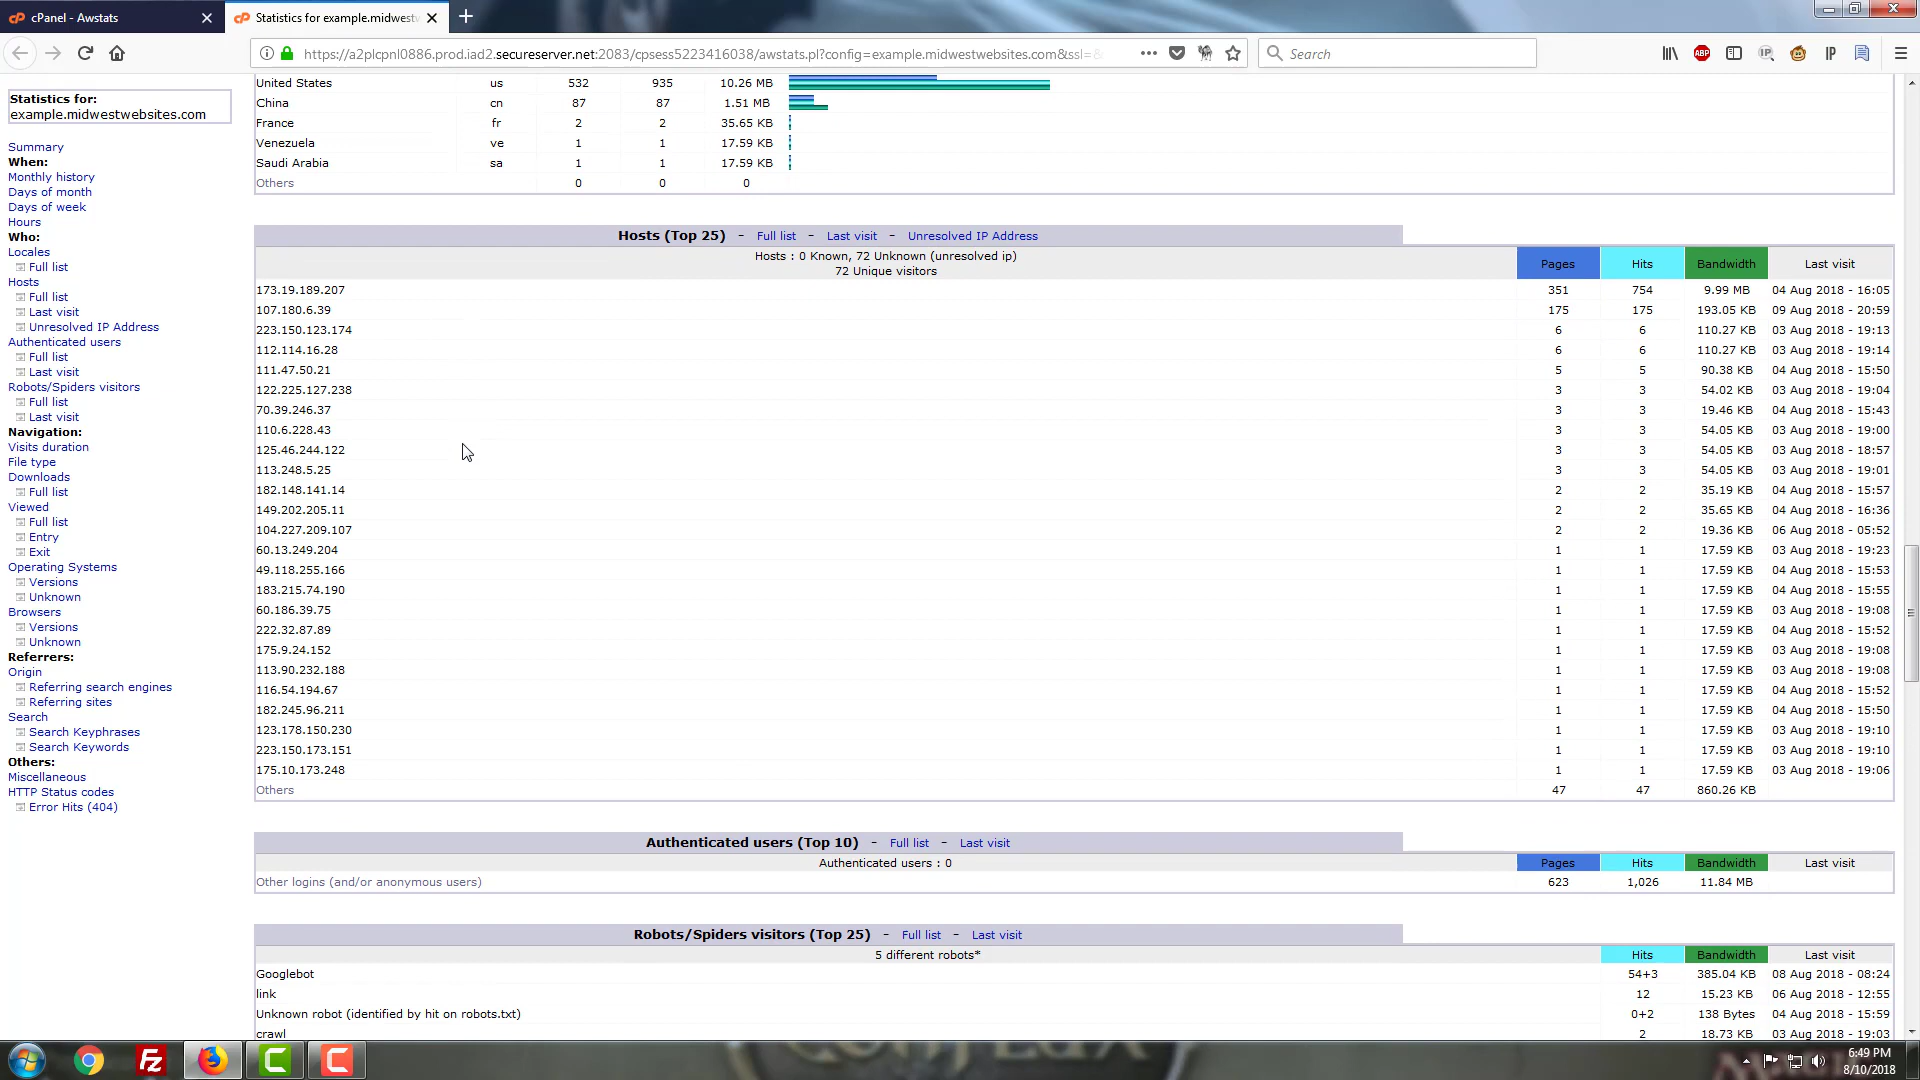 cPanel - Awstats
Statistics for example.midwestw
https://a2plcpnl0886.prod.iad2.secureserver.net:2083/cpsess5223416038/awstats.pl?config=example.midwestwebsites.com&ssl=&
Search
ABP
IP
IP
Statistics for:
example.midwestwebsites.com
Summary
When:
Monthly history
Days of month
Days of week
Hours
Who:
Locales
Full list
Hosts
Full list
Last visit
Unresolved IP Address
Authenticated users
Full list
Last visit
Robots/Spiders visitors
Full list
Last visit
Navigation:
Visits duration
File type
Downloads
Full list
Viewed
Full list
Entry
Exit
Operating Systems
Versions
Unknown
Browsers
Versions
Unknown
Referrers:
Origin
Referring search engines
Referring sites
Search
Search Keyphrases
Search Keywords
Others:
Miscellaneous
HTTP Status codes
Error Hits (404)
United States us 532 935 10.26 MB
China cn 87 87 1.51 MB
France fr 2 2 35.65 KB
Venezuela ve 1 1 17.59 KB
Saudi Arabia sa 1 1 17.59 KB
Others 0 0 0
Hosts (Top 25) - Full list - Last visit - Unresolved IP Address
Hosts : 0 Known, 72 Unknown (unresolved ip)
72 Unique visitors
Pages Hits Bandwidth Last visit
173.19.189.207 351 754 9.99 MB 04 Aug 2018 - 16:05
107.180.6.39 175 175 193.05 KB 09 Aug 2018 - 20:59
223.150.123.174 6 6 110.27 KB 03 Aug 2018 - 19:13
112.114.16.28 6 6 110.27 KB 03 Aug 2018 - 19:14
111.47.50.21 5 5 90.38 KB 04 Aug 2018 - 15:50
122.225.127.238 3 3 54.02 KB 03 Aug 2018 - 19:04
70.39.246.37 3 3 19.46 KB 04 Aug 2018 - 15:43
110.6.228.43 3 3 54.05 KB 03 Aug 2018 - 19:00
125.46.244.122 3 3 54.05 KB 03 Aug 2018 - 18:57
113.248.5.25 3 3 54.05 KB 03 Aug 2018 - 19:01
182.148.141.14 2 2 35.19 KB 04 Aug 2018 - 15:57
149.202.205.11 2 2 35.65 KB 04 Aug 2018 - 16:36
104.227.209.107 2 2 19.36 KB 06 Aug 2018 - 05:52
60.13.249.204 1 1 17.59 KB 03 Aug 2018 - 19:23
49.118.255.166 1 1 17.59 KB 04 Aug 2018 - 15:53
183.215.74.190 1 1 17.59 KB 04 Aug 2018 - 15:55
60.186.39.75 1 1 17.59 KB 03 Aug 2018 - 19:08
222.32.87.89 1 1 17.59 KB 04 Aug 2018 - 15:52
175.9.24.152 1 1 17.59 KB 03 Aug 2018 - 19:08
113.90.232.188 1 1 17.59 KB 03 Aug 2018 - 19:08
116.54.194.67 1 1 17.59 KB 04 Aug 2018 - 15:52
182.245.96.211 1 1 17.59 KB 04 Aug 2018 - 15:50
123.178.150.230 1 1 17.59 KB 03 Aug 2018 - 19:10
223.150.173.151 1 1 17.59 KB 03 Aug 2018 - 19:10
175.10.173.248 1 1 17.59 KB 03 Aug 2018 - 19:06
Others 47 47 860.26 KB
Authenticated users (Top 10) - Full list - Last visit
Authenticated users : 0 Pages Hits Bandwidth Last visit
Other logins (and/or anonymous users) 623 1,026 11.84 MB
Robots/Spiders visitors (Top 25) - Full list - Last visit
5 different robots* Hits Bandwidth Last visit
Googlebot 54+3 385.04 KB 08 Aug 2018 - 08:24
link 12 15.23 KB 06 Aug 2018 - 12:55
Unknown robot (identified by hit on robots.txt) 0+2 138 Bytes 04 Aug 2018 - 15:59
crawl 2 18.73 KB 03 Aug 2018 - 19:03
6:49 PM
8/10/2018